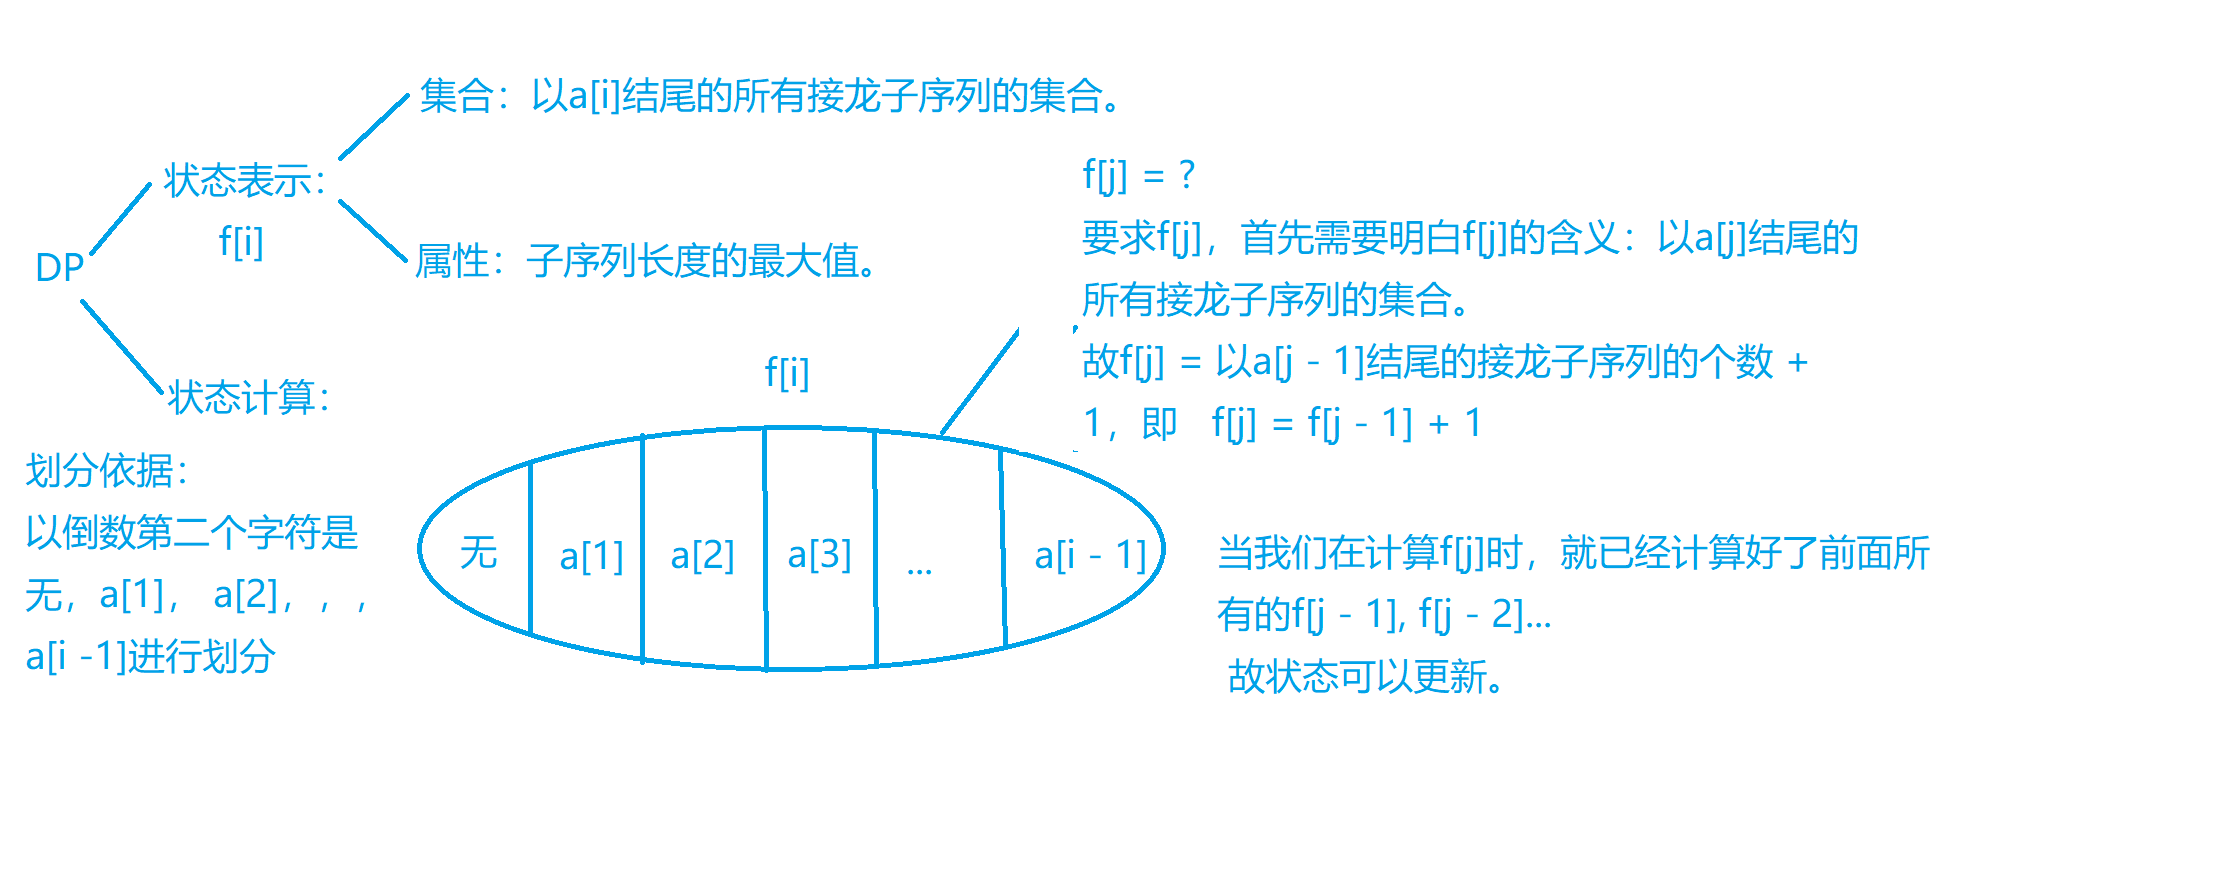 集合：以a[i]结尾的所有接龙子序列的集合。
状态表示：
f[i]
属性：子序列长度的最大值。
DP
状态计算：
划分依据：
以倒数第二个字符是
无，a[1]， a[2]，，，
a[i -1]进行划分
f[i]
无
a[1]
a[2]
a[3]
...
a[i - 1]
f[j] = ?
要求f[j]，首先需要明白f[j]的含义：以a[j]结尾的
所有接龙子序列的集合。
故f[j] = 以a[j - 1]结尾的接龙子序列的个数 +
1，即 f[j] = f[j - 1] + 1
当我们在计算f[j]时，就已经计算好了前面所
有的f[j - 1], f[j - 2]...
故状态可以更新。